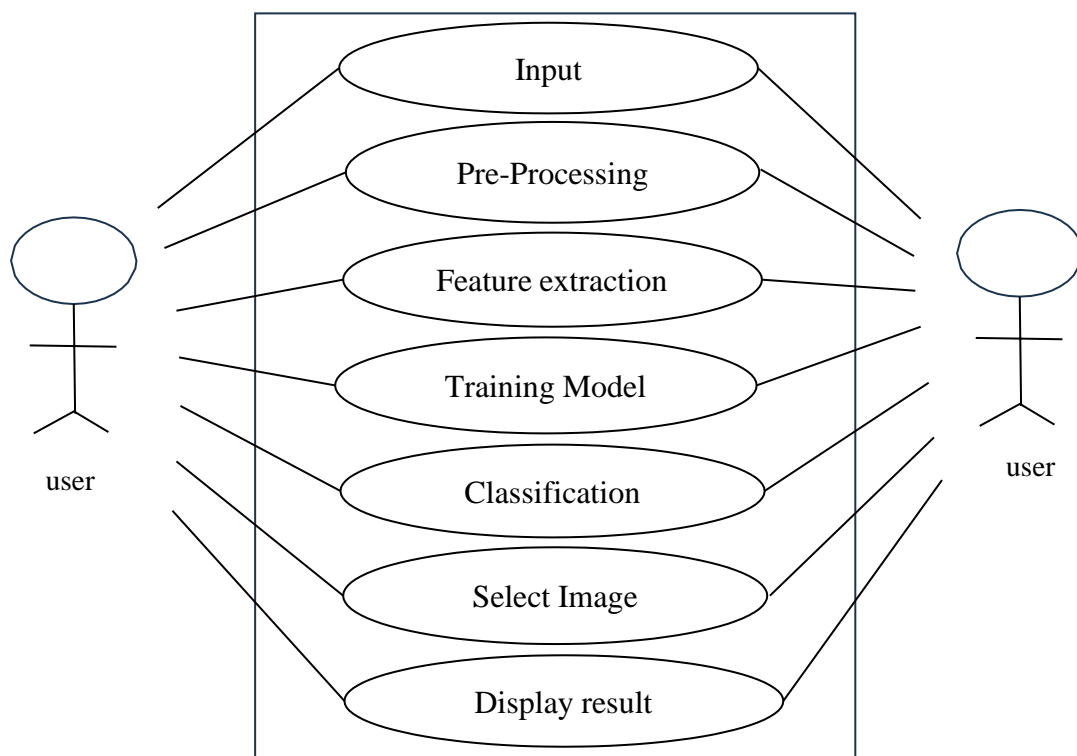 Input
Pre-Processing
Feature extraction
Training Model
user
user
Classification
Select Image
Display result